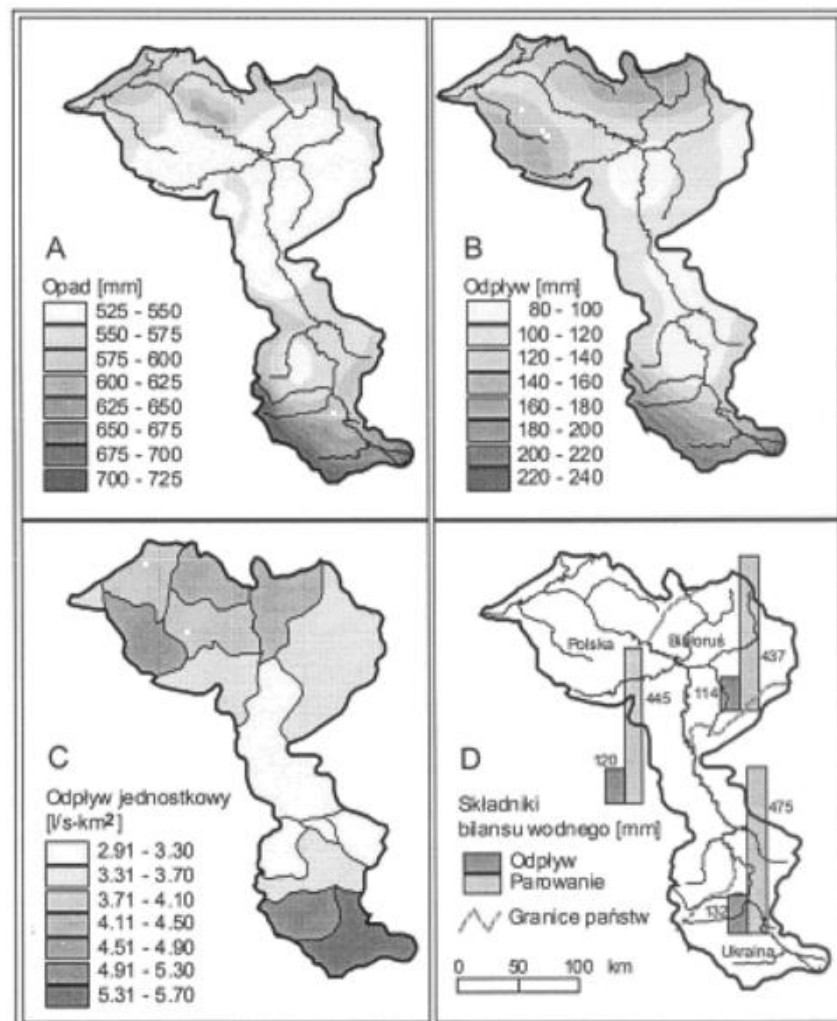 A
Opad [mm]
525 - 550
550 - 575
575 - 600
600 - 625
625 - 650
650 - 675
675 - 700
700 - 725
B
Odpływ [mm]
80 - 100
100 - 120
120 - 140
140 - 160
160 - 180
180 - 200
200 - 220
220 - 240
C
Odpływ jednostkowy
[l/s-km²]
2.91 - 3.30
3.31 - 3.70
3.71 - 4.10
4.11 - 4.50
4.51 - 4.90
4.91 - 5.30
5.31 - 5.70
Polska
Białoruś
437
445
114
120
D
475
Składniki
bilansu wodnego [mm]
Odpływ
Parowanie
Granice państw
132
Ukraina
0 50 100 km